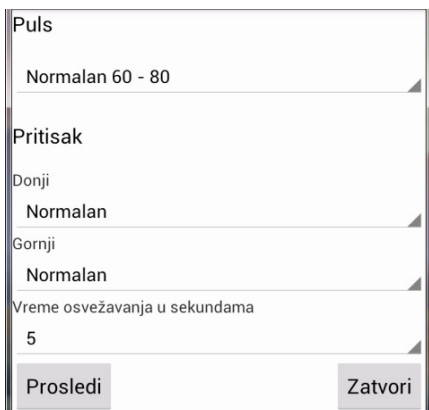 Puls
Normalan 60 - 80
Pritisak
Donji
Normalan
Gornji
Normalan
Vreme osvežavanja u sekundama
5
Prosledi Zatvori